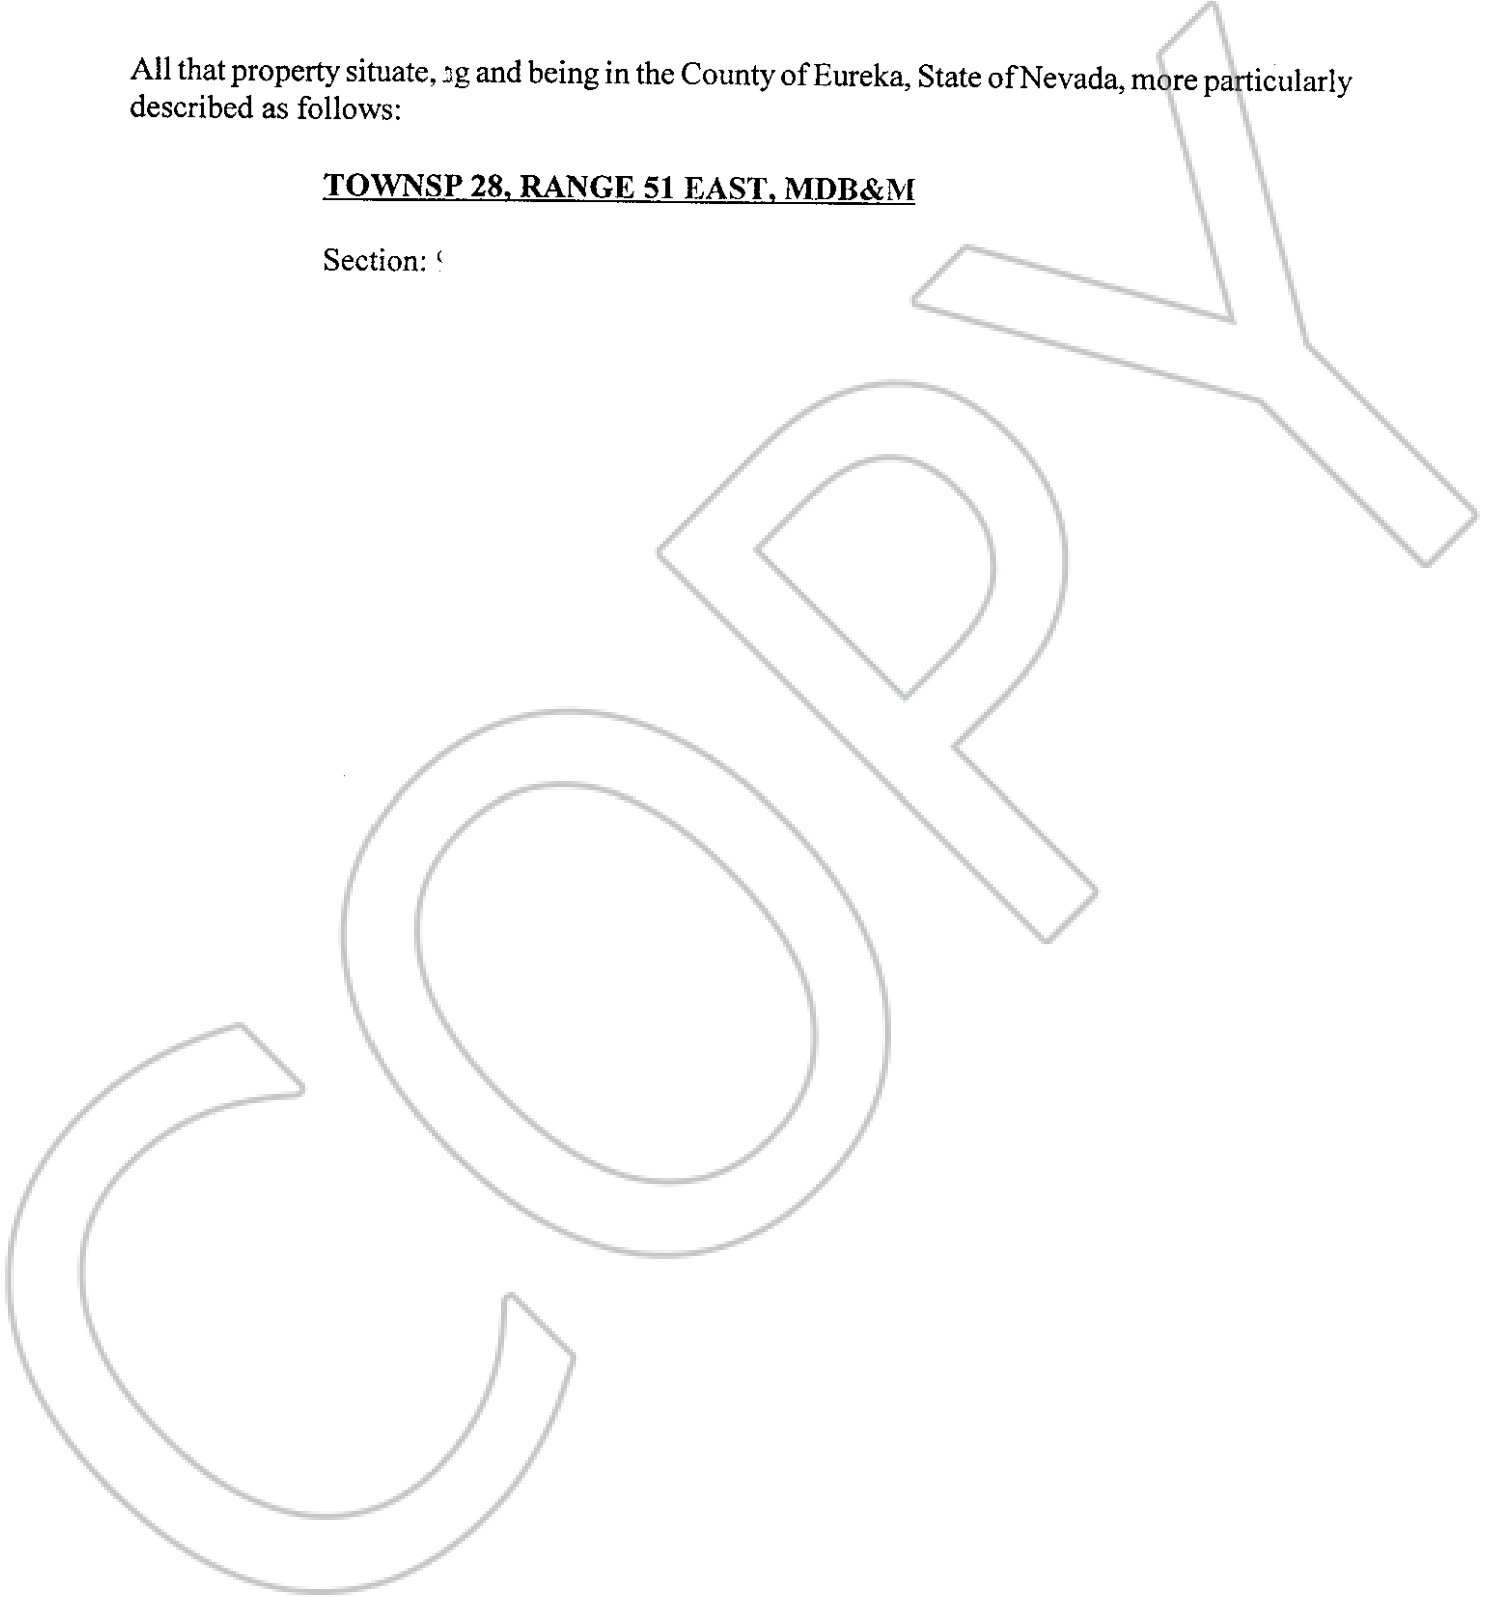 All that property situate, and being in the County of Eureka, State of Nevada, more particularly
described as follows:
TOWNSP 28, RANGE 51 EAST, MDB&M
Section:
COPY